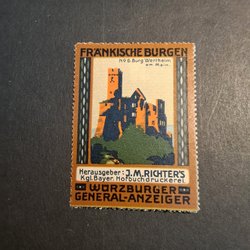 FRÄNKISCHE BURGEN
No 6. Burg Wertheim
am Main.
Herausgeber: J.M. RICHTER'S
Kgl. Bayer. Hofbuchdruckerei
WÜRZBURGER
GENERAL-ANZEIGER